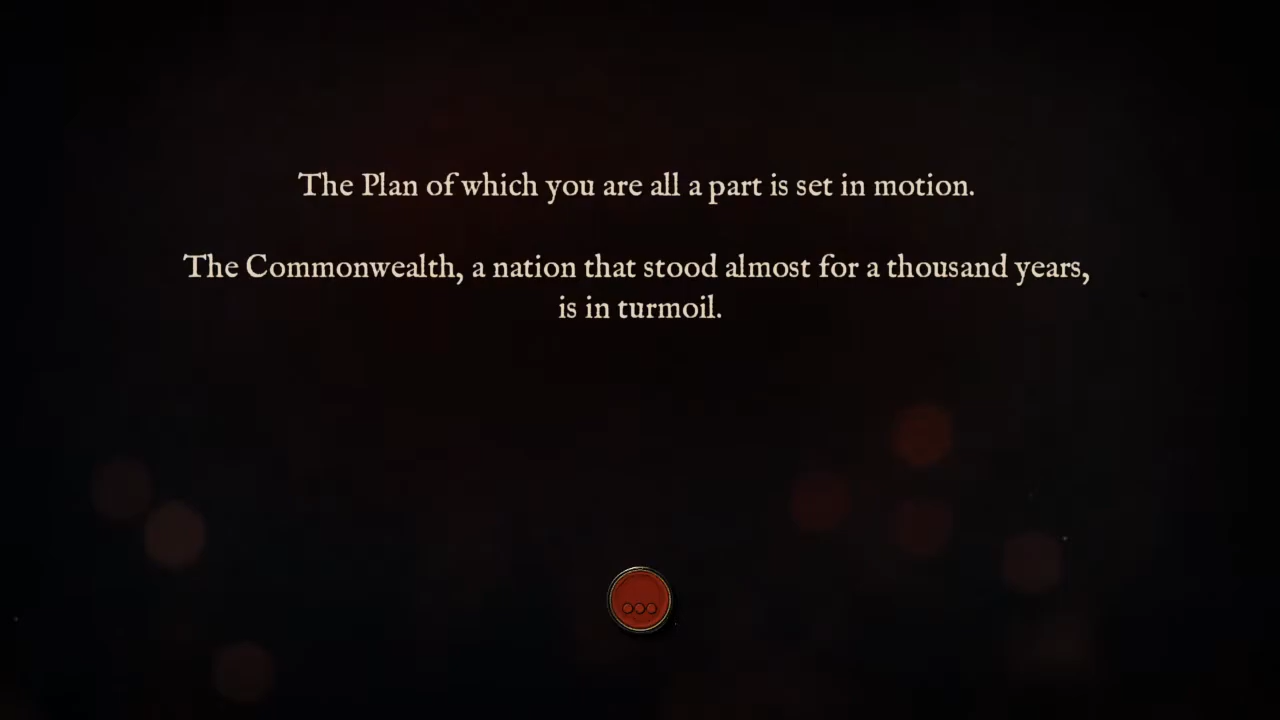 The Plan of which you are all a part is set in motion.
The Commonwealth, a nation that stood almost for a thousand years,
is in turmoil.